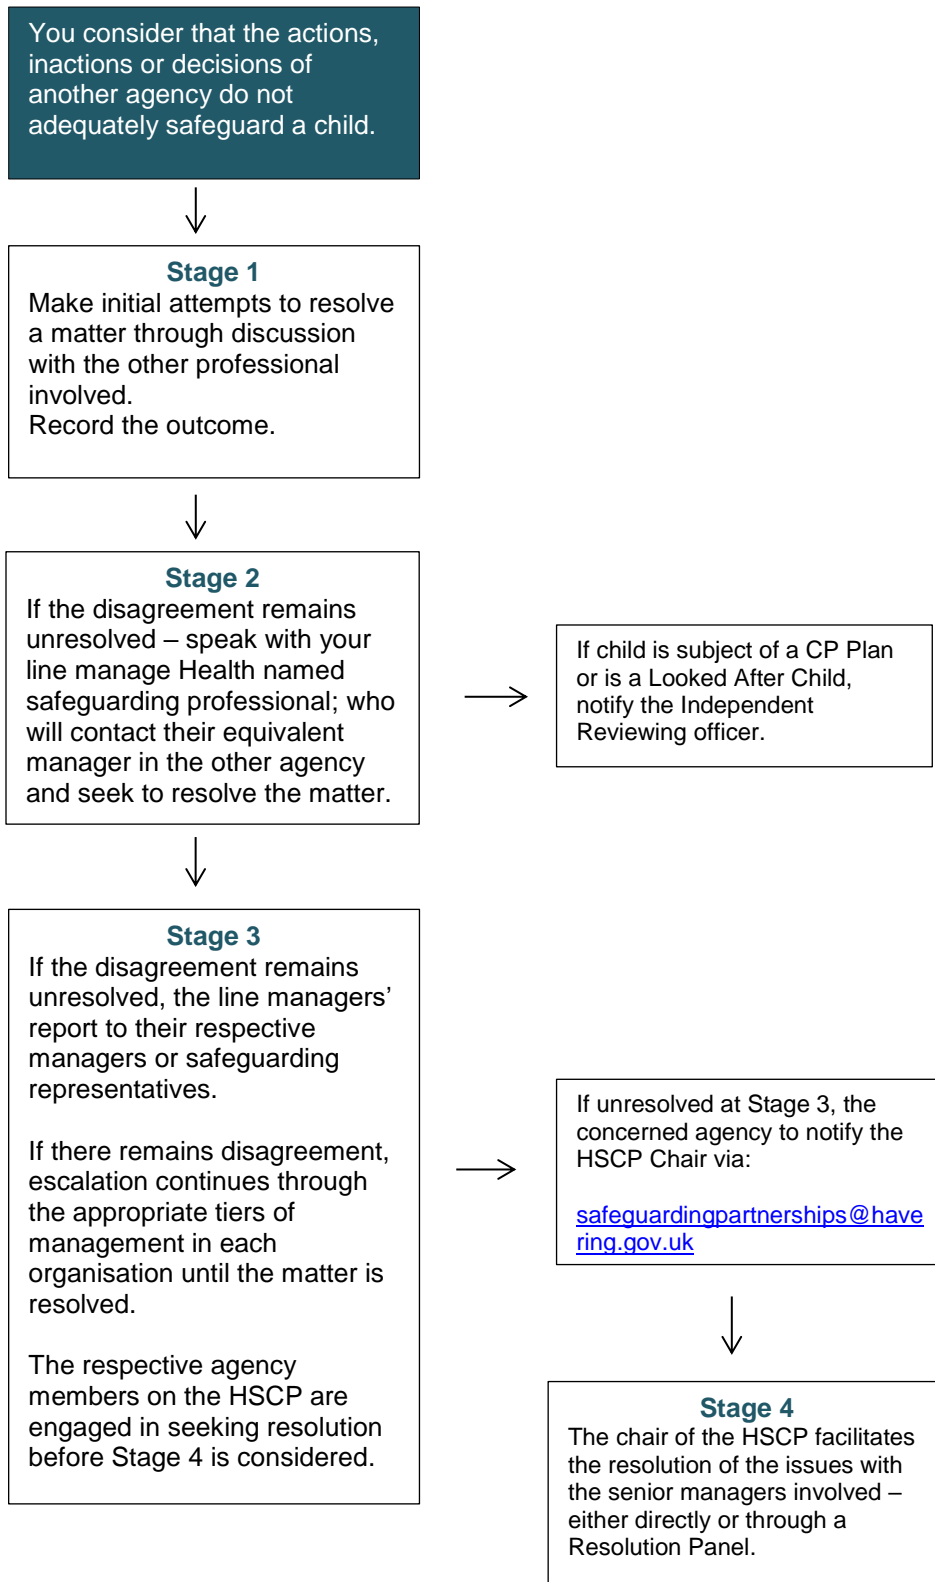 You consider that the actions,
inactions or decisions of
another agency do not
adequately safeguard a child.
Stage 1
Make initial attempts to resolve
a matter through discussion
with the other professional
involved.
Record the outcome.
Stage 2
If the disagreement remains
unresolved – speak with your
line manage Health named
safeguarding professional; who
will contact their equivalent
manager in the other agency
and seek to resolve the matter.
If child is subject of a CP Plan
or is a Looked After Child,
notify the Independent
Reviewing officer.
Stage 3
If the disagreement remains
unresolved, the line managers’
report to their respective
managers or safeguarding
representatives.
If there remains disagreement,
escalation continues through
the appropriate tiers of
management in each
organisation until the matter is
resolved.
The respective agency
members on the HSCP are
engaged in seeking resolution
before Stage 4 is considered.
If unresolved at Stage 3, the
concerned agency to notify the
HSCP Chair via:
safeguardingpartnerships@have
ring.gov.uk
Stage 4
The chair of the HSCP facilitates
the resolution of the issues with
the senior managers involved –
either directly or through a
Resolution Panel.